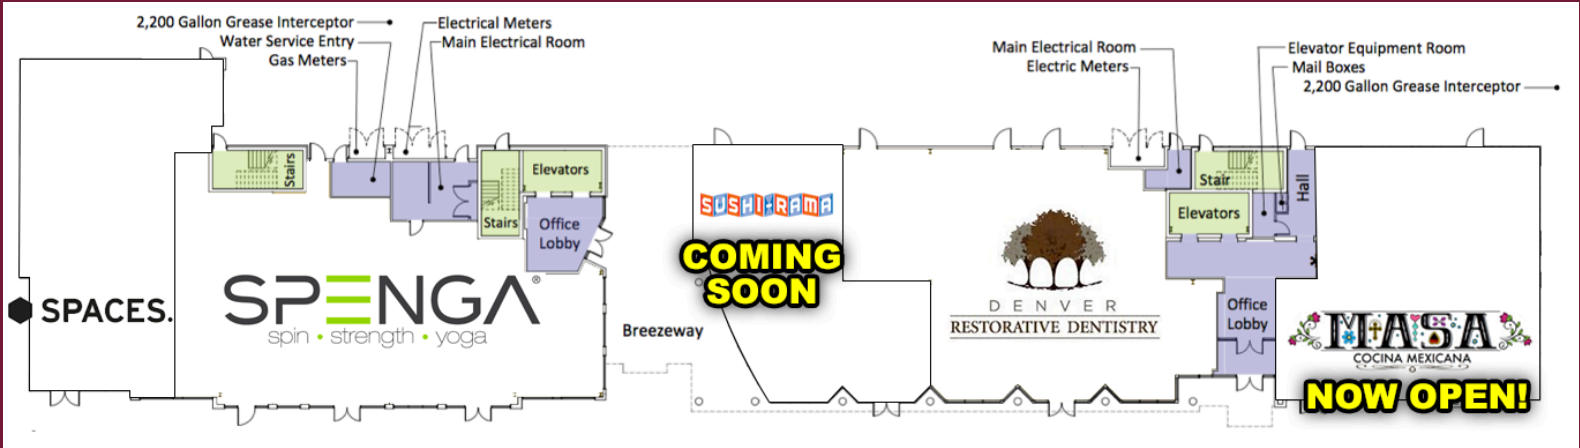 2,200 Gallon Grease Interceptor
Water Service Entry
Gas Meters
Electrical Meters
Main Electrical Room
Main Electrical Room
Electric Meters
Elevator Equipment Room
Mail Boxes
2,200 Gallon Grease Interceptor
Stairs
Elevators
Stairs
Office
Lobby
SUSHI-RAMA
COMING
SOON
Stair
Hall
Elevators
SPACES.
SPENGA®
spin • strength • yoga
Breezeway
DENVER
RESTORATIVE DENTISTRY
Office
Lobby
MASA
COCINA MEXICANA
NOW OPEN!